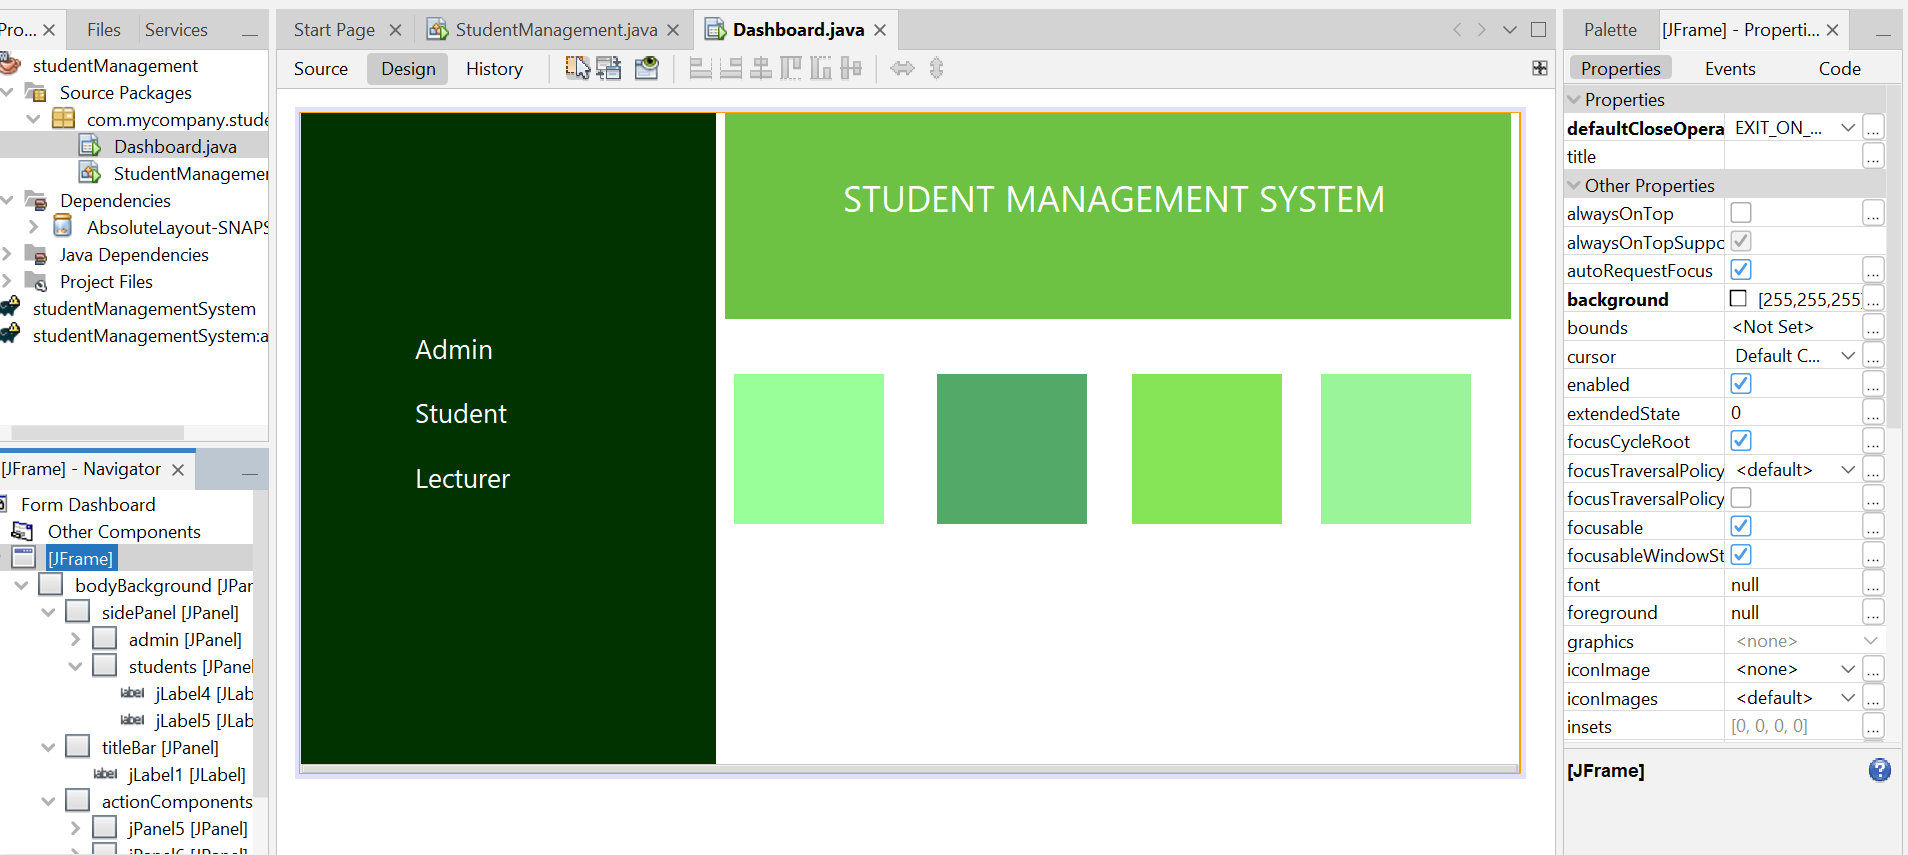 Pro...
Files
Services
studentManagement
Source Packages
com.mycompany.stude
Dashboard.java
StudentManagemen
Dependencies
AbsoluteLayout-SNAPS
Java Dependencies
Project Files
studentManagementSystem
studentManagementSystem:a
[JFrame] - Navigator
Form Dashboard
Other Components
[JFrame]
bodyBackground [JPan
sidePanel [JPanel]
admin [JPanel]
students [JPanel
label jLabel4 [JLab
label jLabel5 [JLab
titleBar [JPanel]
label jLabel1 [JLabel]
actionComponents
jPanel5 [JPanel]
jPanel6 [JPanel]
Start Page
StudentManagement.java
Dashboard.java
Source
Design
History
STUDENT MANAGEMENT SYSTEM
Admin
Student
Lecturer
Palette
[JFrame] - Properti...
Properties
Events
Code
Properties
defaultCloseOpera EXIT_ON_... ...
title ...
Other Properties
alwaysOnTop ...
alwaysOnTopSuppo
autoRequestFocus ...
background [255,255,255] ...
bounds <Not Set> ...
cursor Default C... ...
enabled ...
extendedState 0 ...
focusCycleRoot ...
focusTraversalPolicy <default> ...
focusTraversalPolicy ...
focusable ...
focusableWindowSt ...
font null ...
foreground null ...
graphics <none>
iconImage <none> ...
iconImages <default> ...
insets [0, 0, 0, 0] ...
[JFrame]
?